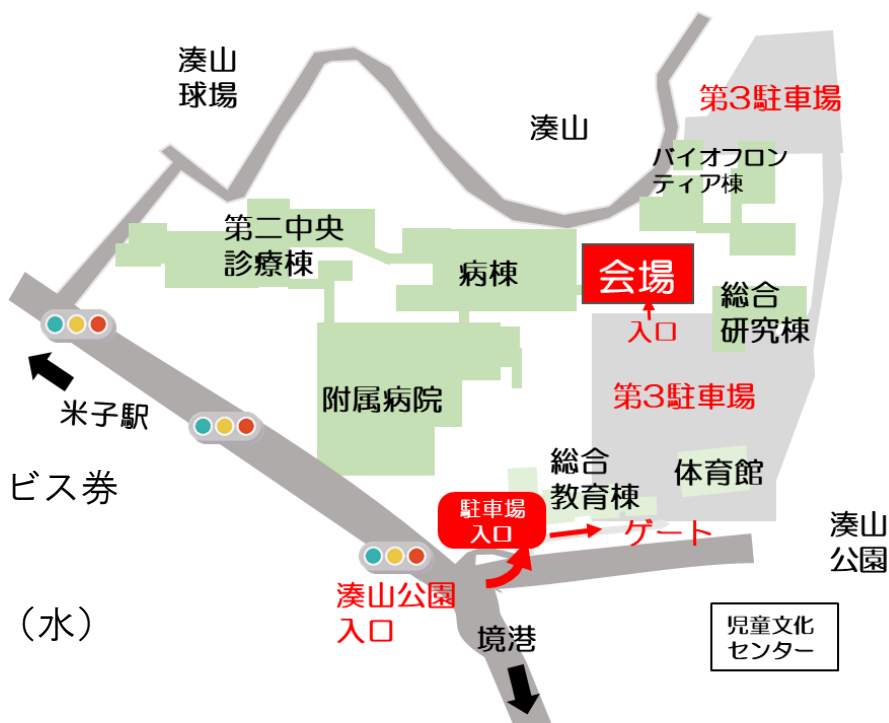 湊山
球場
湊山
第3駐車場
バイオフロン
ティア棟
第二中央
診療棟
病棟
会場
総合
研究棟
入口
附属病院
第3駐車場
米子駅
総合
教育棟
体育館
ビス券
駐車場
入口
ゲート
湊山
公園
湊山公園
入口
（水）
境港
児童文化
センター